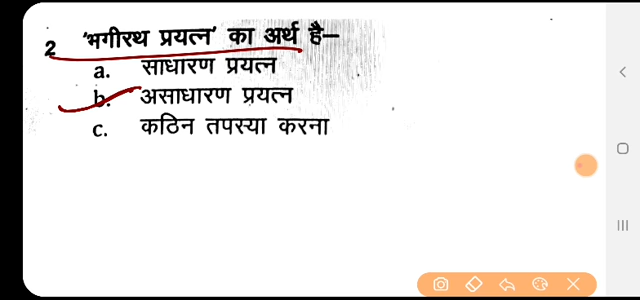 2 'भगीरथ प्रयत्न' का अर्थ है–
a. साधारण प्रयत्न
b. असाधारण प्रयत्न
c. कठिन तपस्या करना